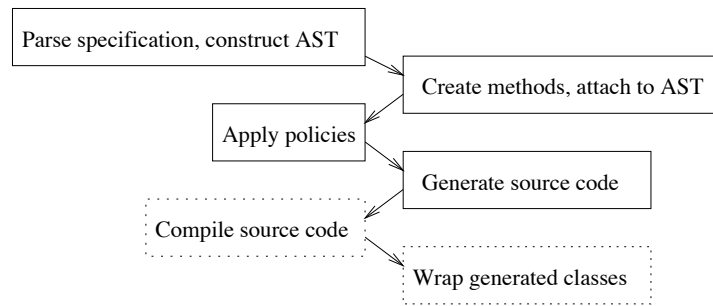 Parse specification, construct AST
Create methods, attach to AST
Apply policies
Generate source code
Compile source code
Wrap generated classes